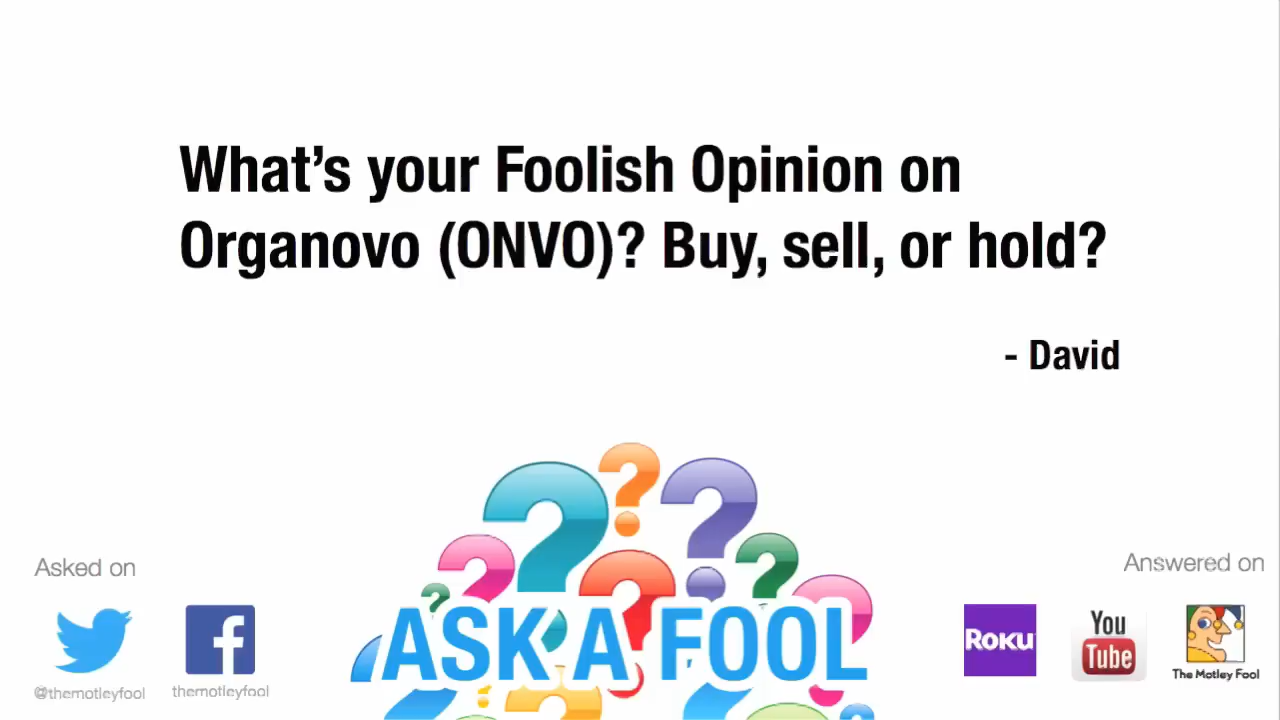 What's your Foolish Opinion on
Organovo (ONVO)? Buy, sell, or hold?
- David
Asked on
@themotleyfool
themotleyfool
ASK A FOOL
Answered on
ROKU
You
Tube
The Motley Fool